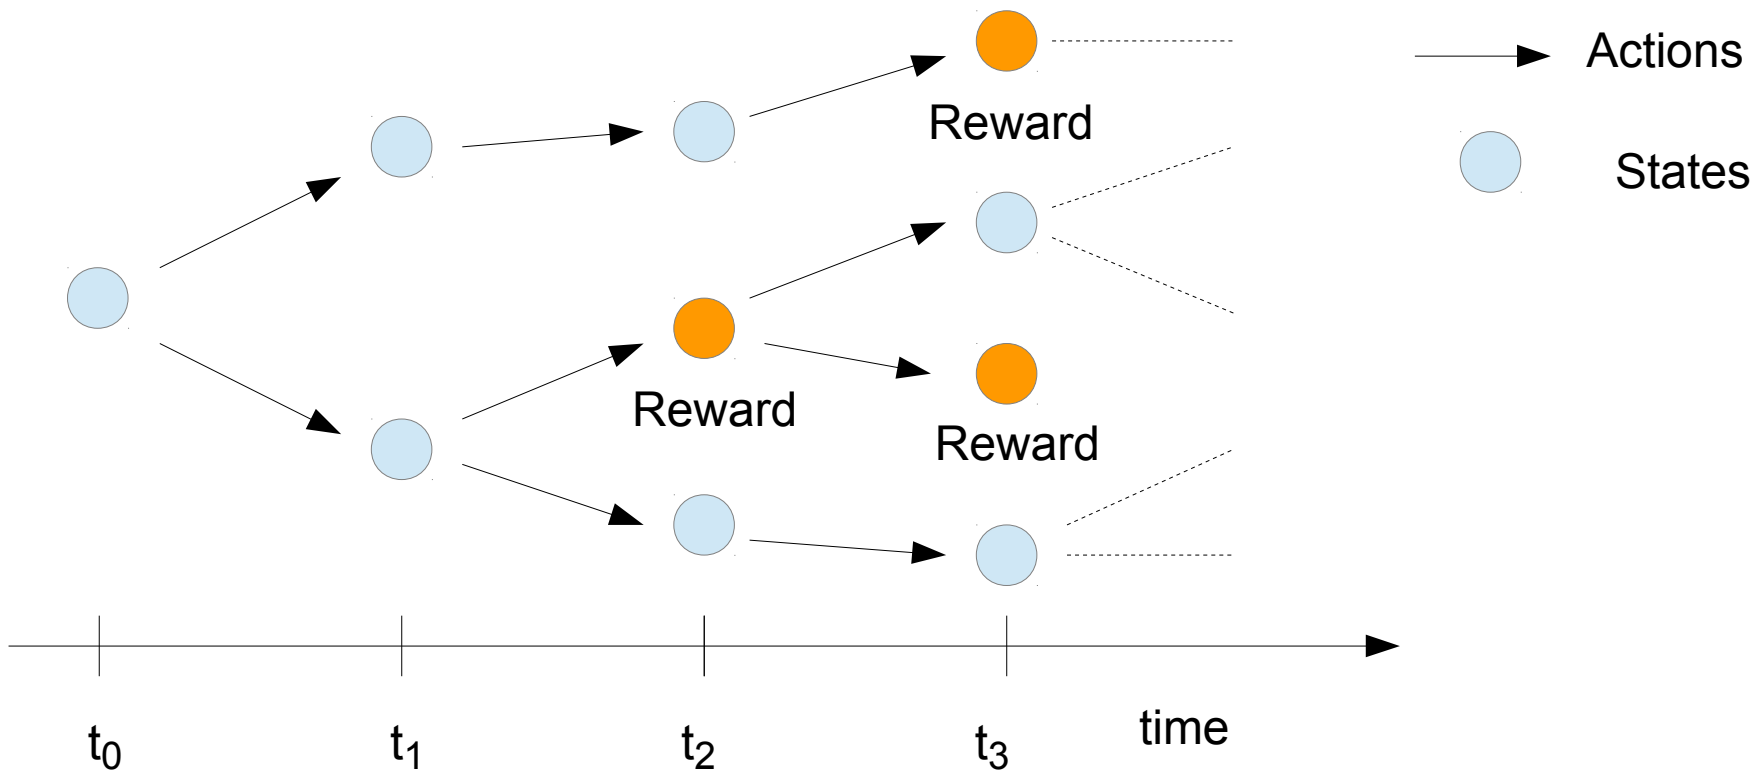 Actions
Reward
States
Reward
Reward
t0 t1 t2 t3 time